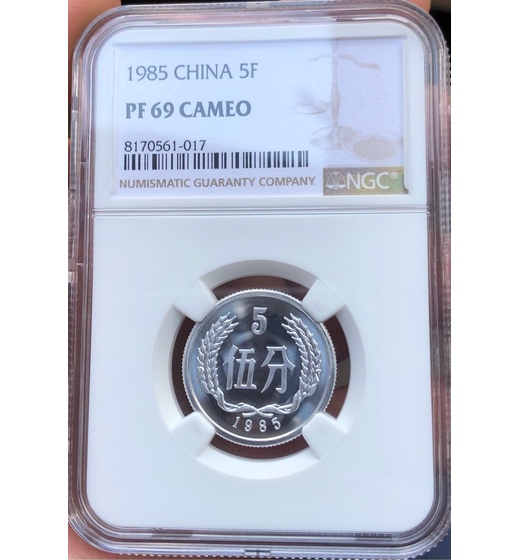 1985 CHINA 5F
PF 69 CAMEO
8170561-017
NUMISMATIC GUARANTY COMPANY
NGC®
5
伍分
1985